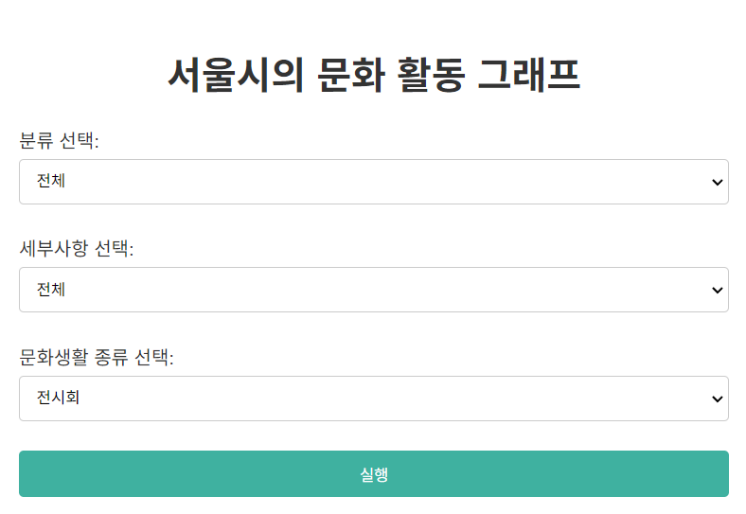 서울시의 문화 활동 그래프
분류 선택:
전체
세부사항 선택:
전체
문화생활 종류 선택:
전시회
실행